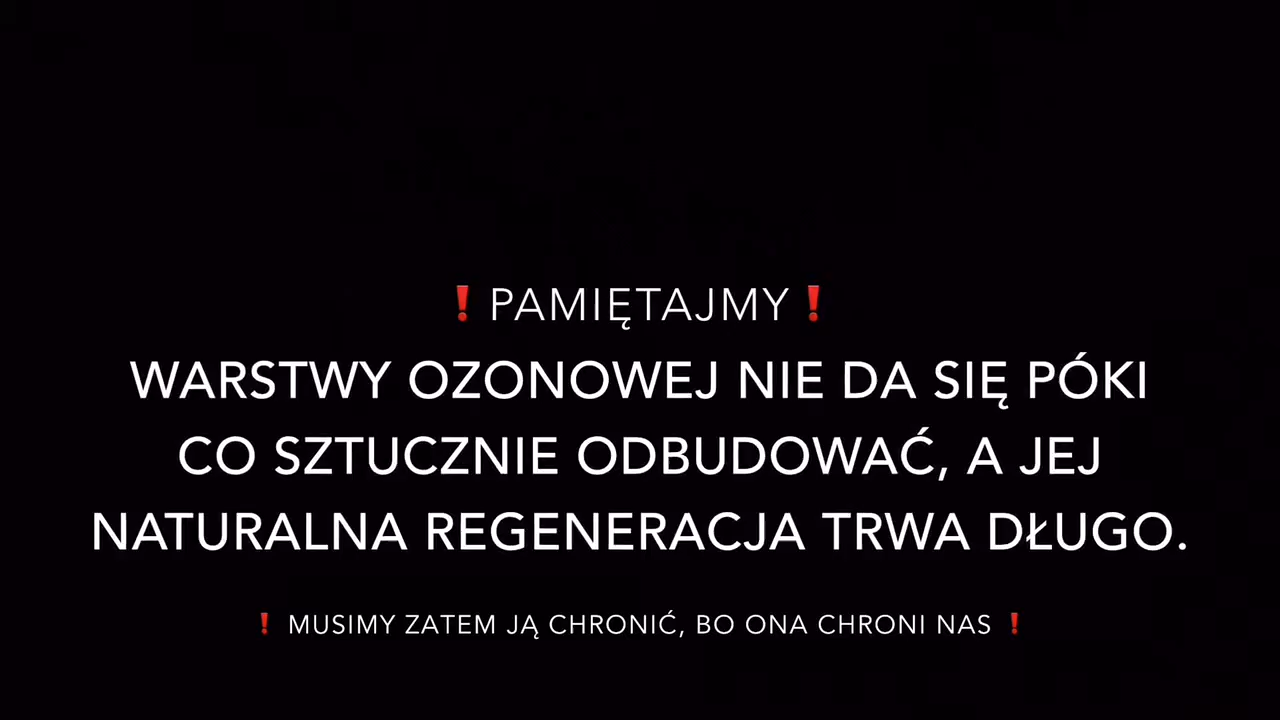 ❗PAMIĘTAJMY❗
WARSTWY OZONOWEJ NIE DA SIĘ PÓKI
CO SZTUCZNIE ODBUDOWAĆ, A JEJ
NATURALNA REGENERACJA TRWA DŁUGO.
❗ MUSIMY ZATEM JĄ CHRONIĆ, BO ONA CHRONI NAS ❗